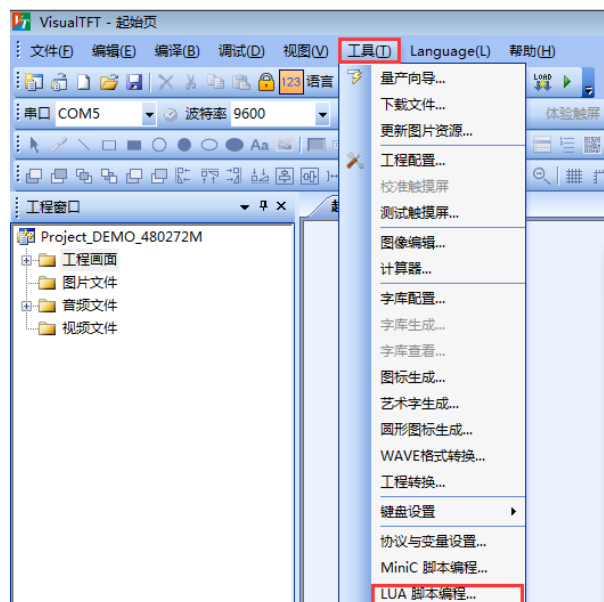 VisualTFT - 起始页
文件(F) 编辑(E) 编译(B) 调试(D) 视图(V) 工具(T) Language(L) 帮助(H)
123 语言
LOAD
串口 COM5 波特率 9600
体验触屏
Aa
工程窗口
Project_DEMO_480272M
工程画面
图片文件
音频文件
视频文件
量产向导...
下载文件...
更新图片资源...
工程配置...
校准触摸屏
测试触摸屏...
图像编辑...
计算器...
字库配置...
字库生成...
字库查看...
图标生成...
艺术字生成...
圆形图标生成...
WAVE格式转换...
工程转换...
键盘设置
协议与变量设置...
MiniC 脚本编程...
LUA 脚本编程...